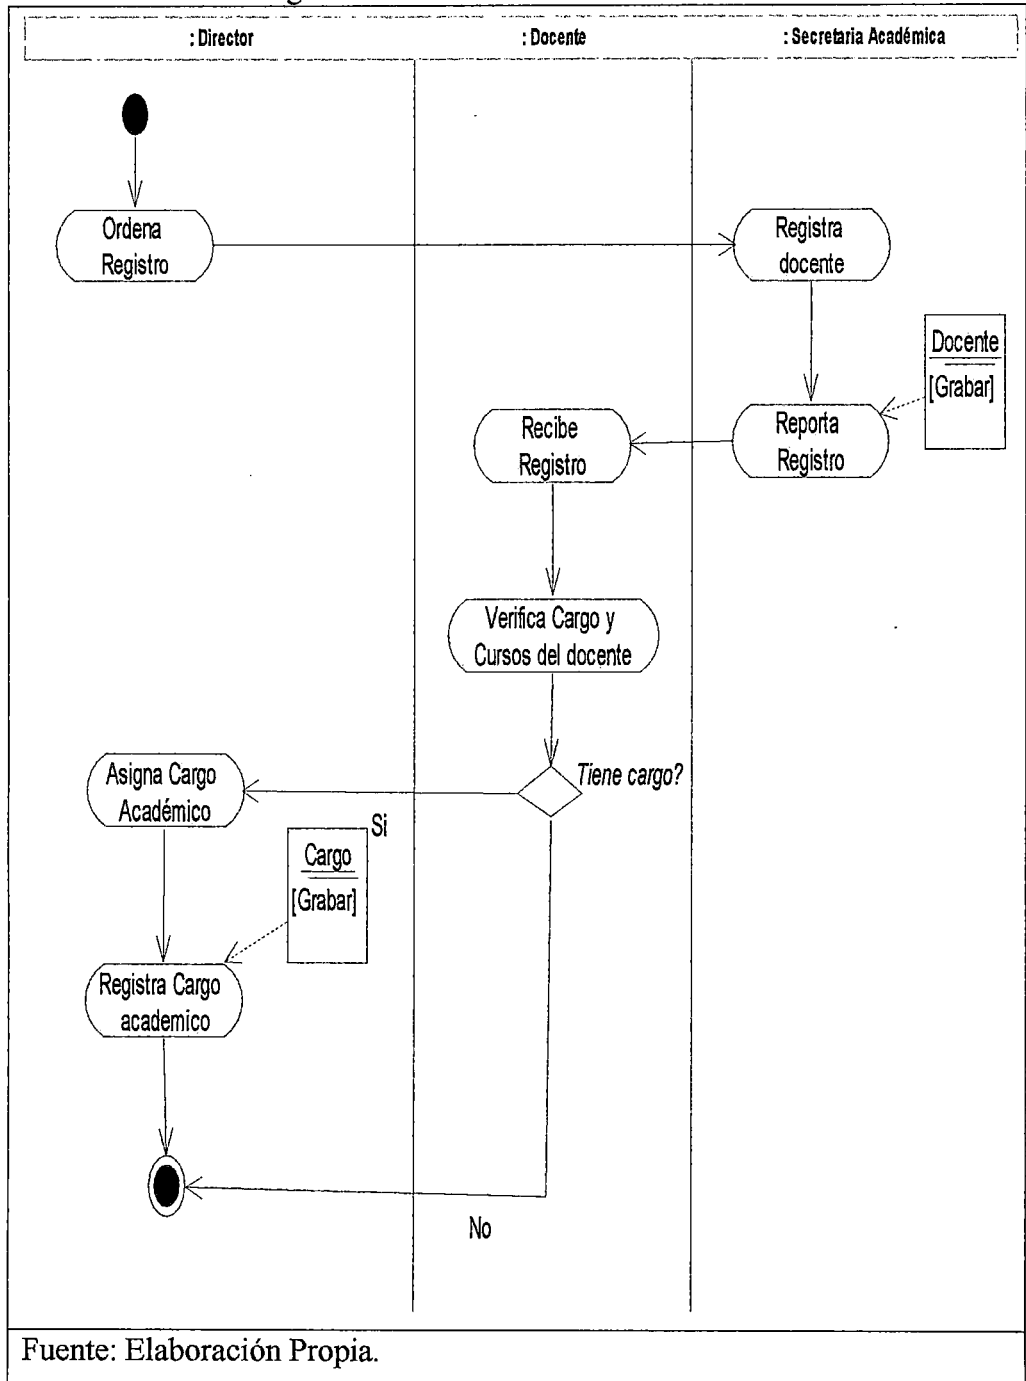 : Director
: Docente
: Secretaria Académica
Ordena
Registro
Registra
docente
Docente
[Grabar]
Recibe
Registro
Reporta
Registro
Verifica Cargo y
Cursos del docente
Tiene cargo?
Asigna Cargo
Académico
Si
Cargo
[Grabar]
Registra Cargo
academico
No
Fuente: Elaboración Propia.